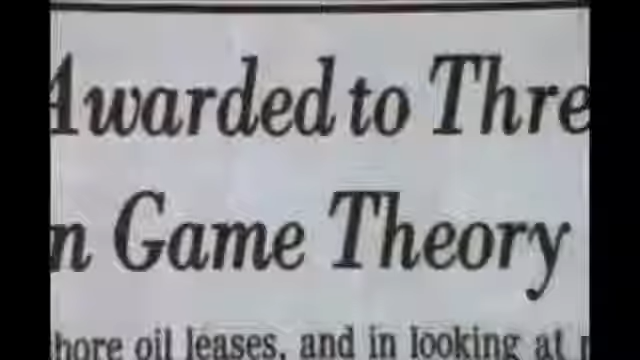 Awarded to Thre
n Game Theory
hore oil leases, and in looking at